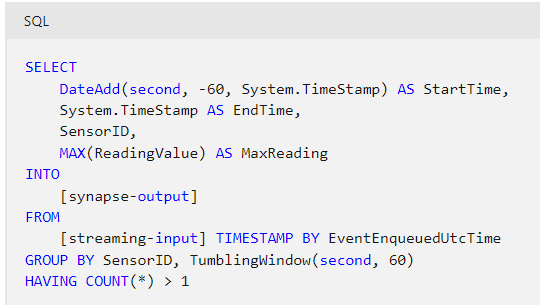 SQL
SELECT
    DateAdd(second, -60, System.TimeStamp) AS StartTime,
    System.TimeStamp AS EndTime,
    SensorID,
    MAX(ReadingValue) AS MaxReading
INTO
    [synapse-output]
FROM
    [streaming-input] TIMESTAMP BY EventEnqueuedUtcTime
GROUP BY SensorID, TumblingWindow(second, 60)
HAVING COUNT(*) > 1